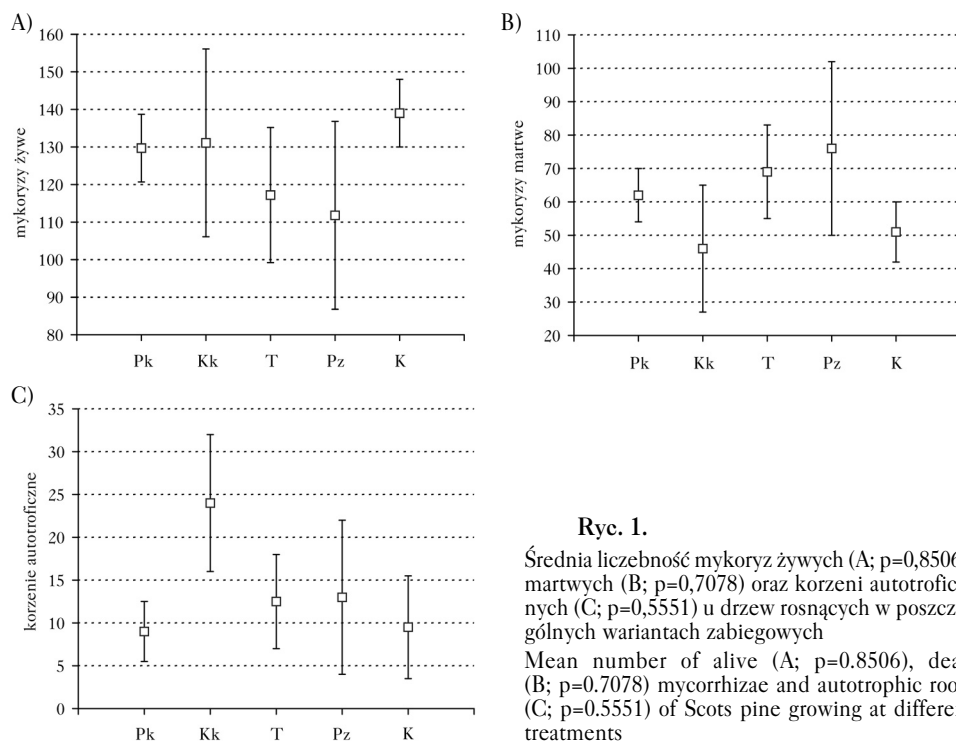 A)
mykoryzy żywe
160
150
140
130
120
110
100
90
80
Pk Kk T Pz K
B)
mykoryzy martwe
110
100
90
80
70
60
50
40
30
20
Pk Kk T Pz K
C)
korzenie autotroficzne
35
30
25
20
15
10
5
0
Pk Kk T Pz K
Ryc. 1.
Średnia liczebność mykoryz żywych (A; p=0,8506
martwych (B; p=0,7078) oraz korzeni autotrofic
nych (C; p=0,5551) u drzew rosnących w poszcz
gólnych wariantach zabiegowych
Mean number of alive (A; p=0.8506), dea
(B; p=0.7078) mycorrhizae and autotrophic roo
(C; p=0.5551) of Scots pine growing at differe
treatments